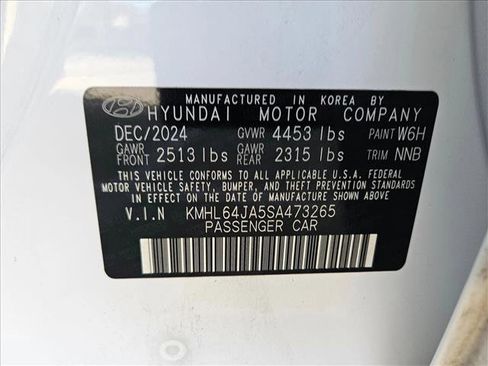 MANUFACTURED IN KOREA BY
HYUNDAI MOTOR COMPANY
DEC/2024 GVWR 4453 lbs PAINT W6H
GAWR FRONT 2513 lbs GAWR REAR 2315 lbs TRIM NNB
THIS VEHICLE CONFORMS TO ALL APPLICABLE U.S.A. FEDERAL
MOTOR VEHICLE SAFETY, BUMPER, AND THEFT PREVENTION STANDARDS
IN EFFECT ON THE DATE OF MANUFACTURE SHOWN ABOVE
V.I.N KMHL64JA5SA473265
PASSENGER CAR